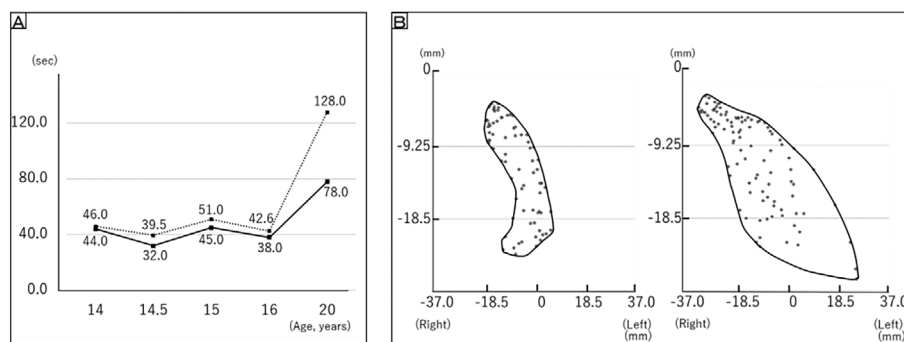 A
(sec)
120.0
80.0
40.0
0.0
128.0
78.0
46.0
44.0
39.5
32.0
51.0
45.0
42.6
38.0
14 14.5 15 16 20
(Age, years)
B
(mm)
0
-9.25
-18.5
-37.0 -18.5 0 18.5 37.0
(Right) (Left)
(mm)
(mm)
0
-9.25
-18.5
-37.0 -18.5 0 18.5 37.0
(Right) (Left)
(mm)